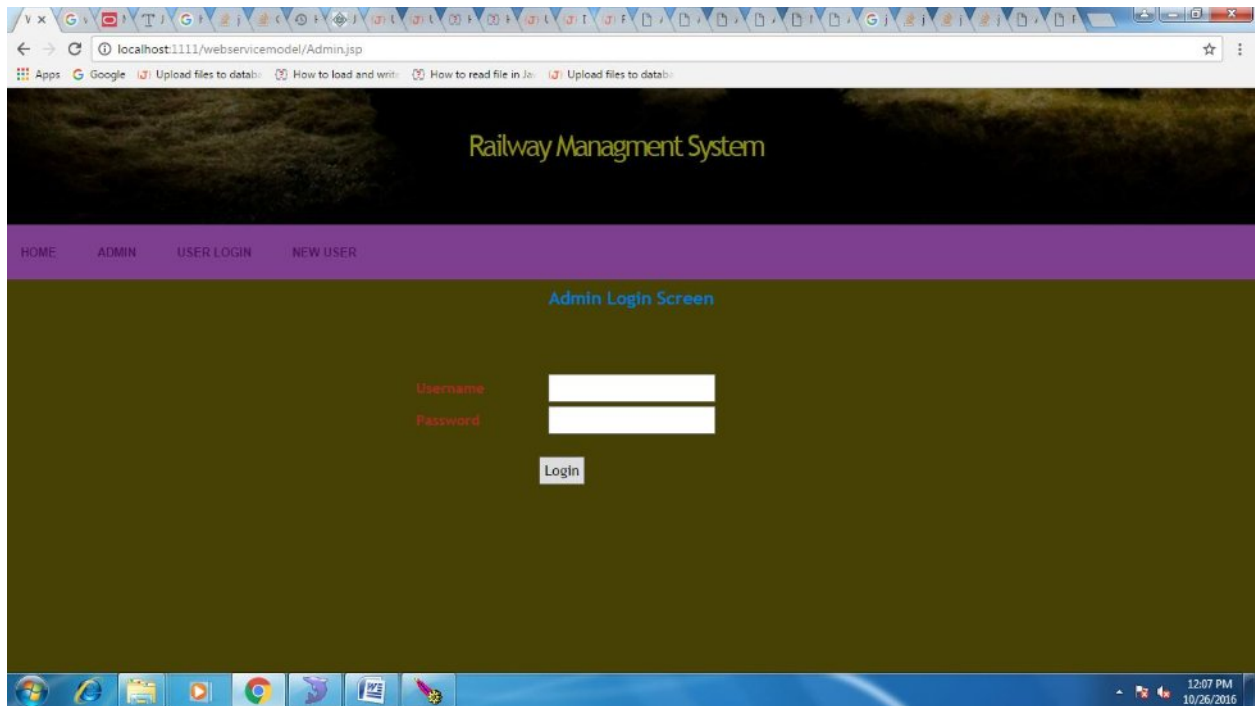 localhost:1111/webservicemodel/Admin.jsp
Apps Google Upload files to datab How to load and write How to read file in Ja Upload files to datab
Railway Managment System
HOME ADMIN USER LOGIN NEW USER
Admin Login Screen
Username
Password
Login
12:07 PM
10/26/2016